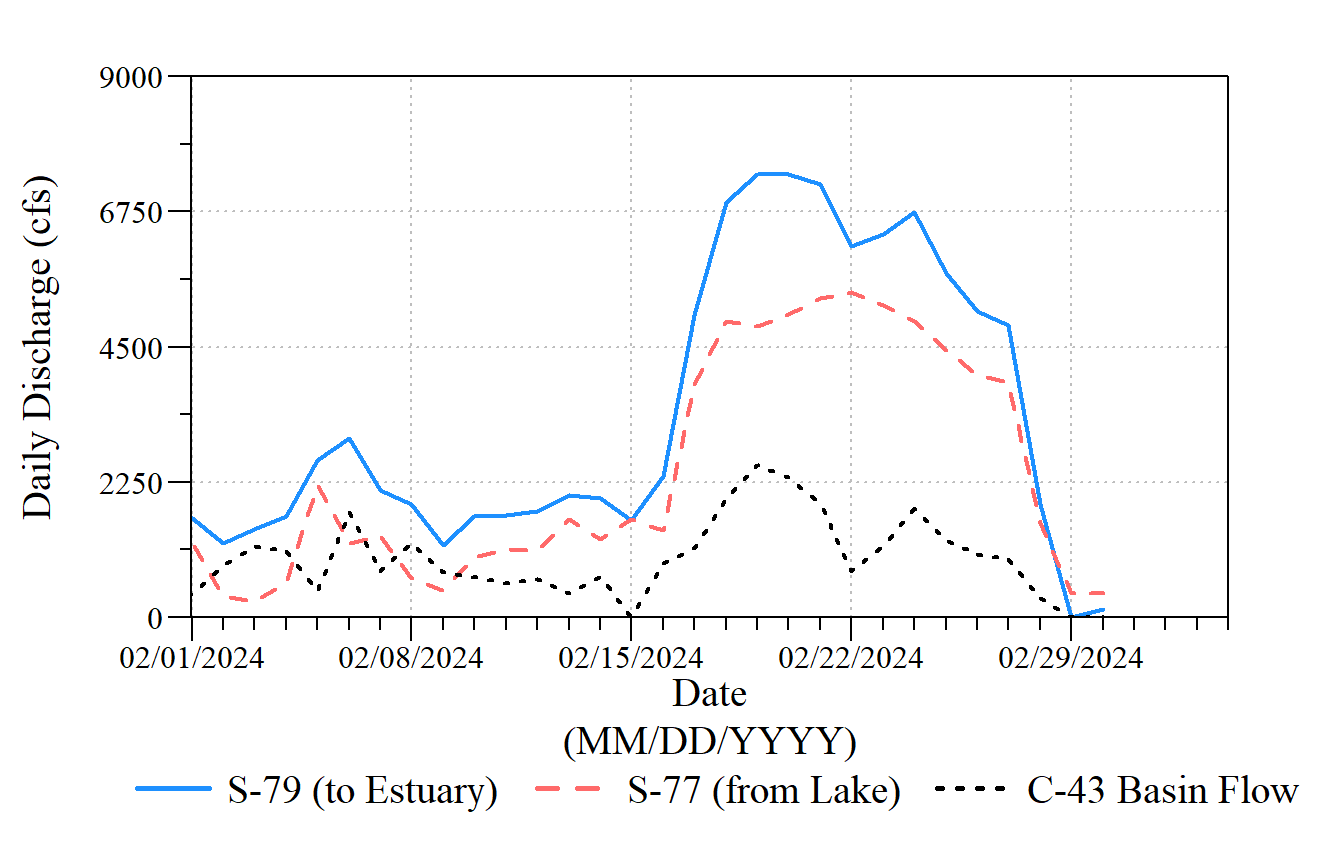 Daily Discharge (cfs)
9000
6750
4500
2250
0
02/01/2024 02/08/2024 02/15/2024 02/22/2024 02/29/2024
Date
(MM/DD/YYYY)
S-79 (to Estuary) S-77 (from Lake) C-43 Basin Flow